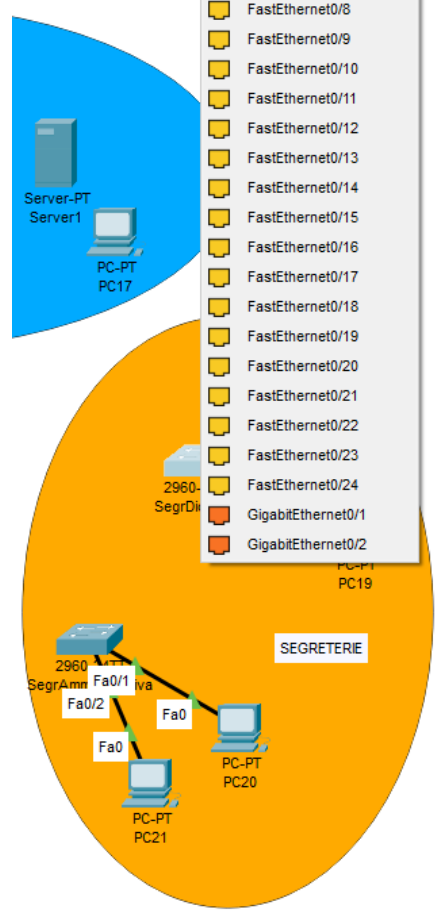 FastEthernet0/8
FastEthernet0/9
FastEthernet0/10
FastEthernet0/11
FastEthernet0/12
FastEthernet0/13
FastEthernet0/14
FastEthernet0/15
FastEthernet0/16
FastEthernet0/17
FastEthernet0/18
FastEthernet0/19
FastEthernet0/20
FastEthernet0/21
FastEthernet0/22
FastEthernet0/23
FastEthernet0/24
GigabitEthernet0/1
GigabitEthernet0/2
Server-PT
Server1
PC-PT
PC17
2960-
SegrDi
PC-PT
PC19
SEGRETERIE
2960
SegrAmm
iva
Fa0/1
Fa0/2
Fa0
Fa0
PC-PT
PC20
PC-PT
PC21